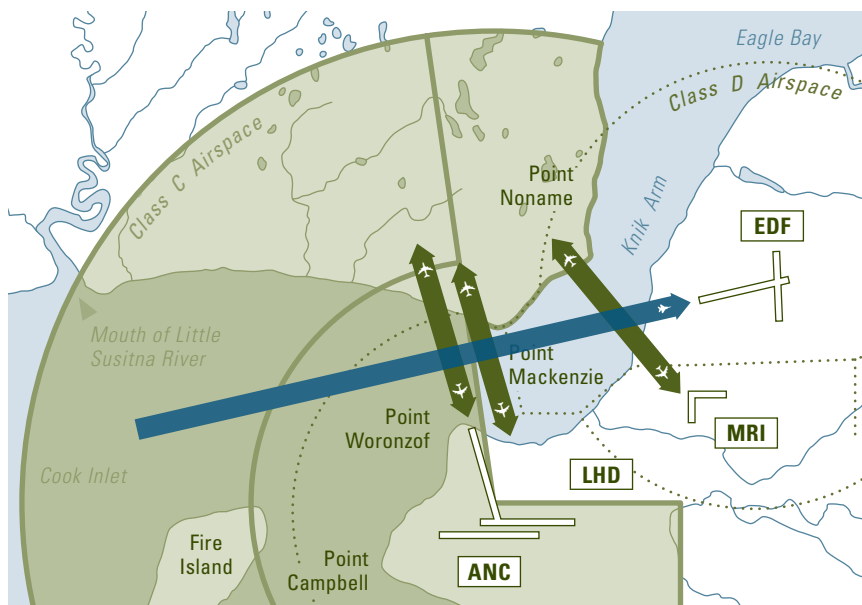 Eagle Bay
Class D Airspace
Class C Airspace
Point
Noname
Knik Arm
EDF
Mouth of Little
Susitna River
Point
Mackenzie
Point
Woronzof
MRI
Cook Inlet
LHD
Fire
Island
Point
Campbell
ANC